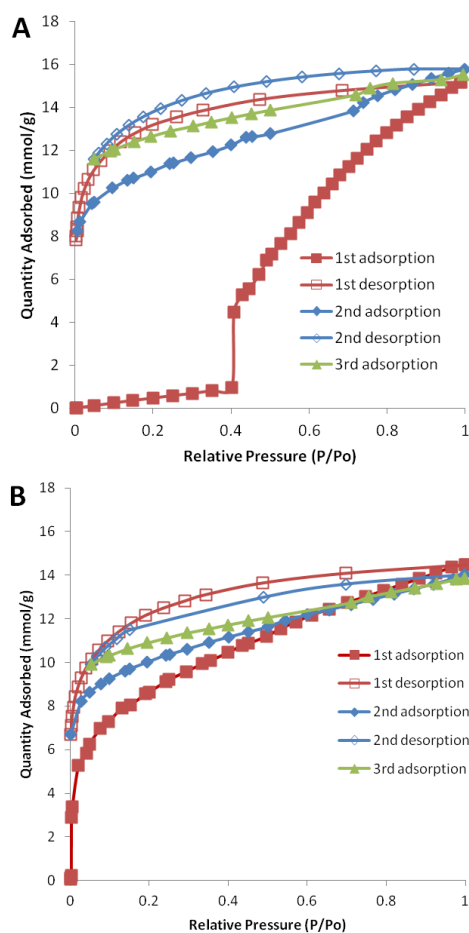 A
18
16
14
12
10
8
6
4
2
0
Quantity Adsorbed (mmol/g)
1st adsorption
1st desorption
2nd adsorption
2nd desorption
3rd adsorption
0 0.2 0.4 0.6 0.8 1
Relative Pressure (P/Po)
B
18
16
14
12
10
8
6
4
2
0
Quantity Adsorbed (mmol/g)
1st adsorption
1st desorption
2nd adsorption
2nd desorption
3rd adsorption
0 0.2 0.4 0.6 0.8 1
Relative Pressure (P/Po)